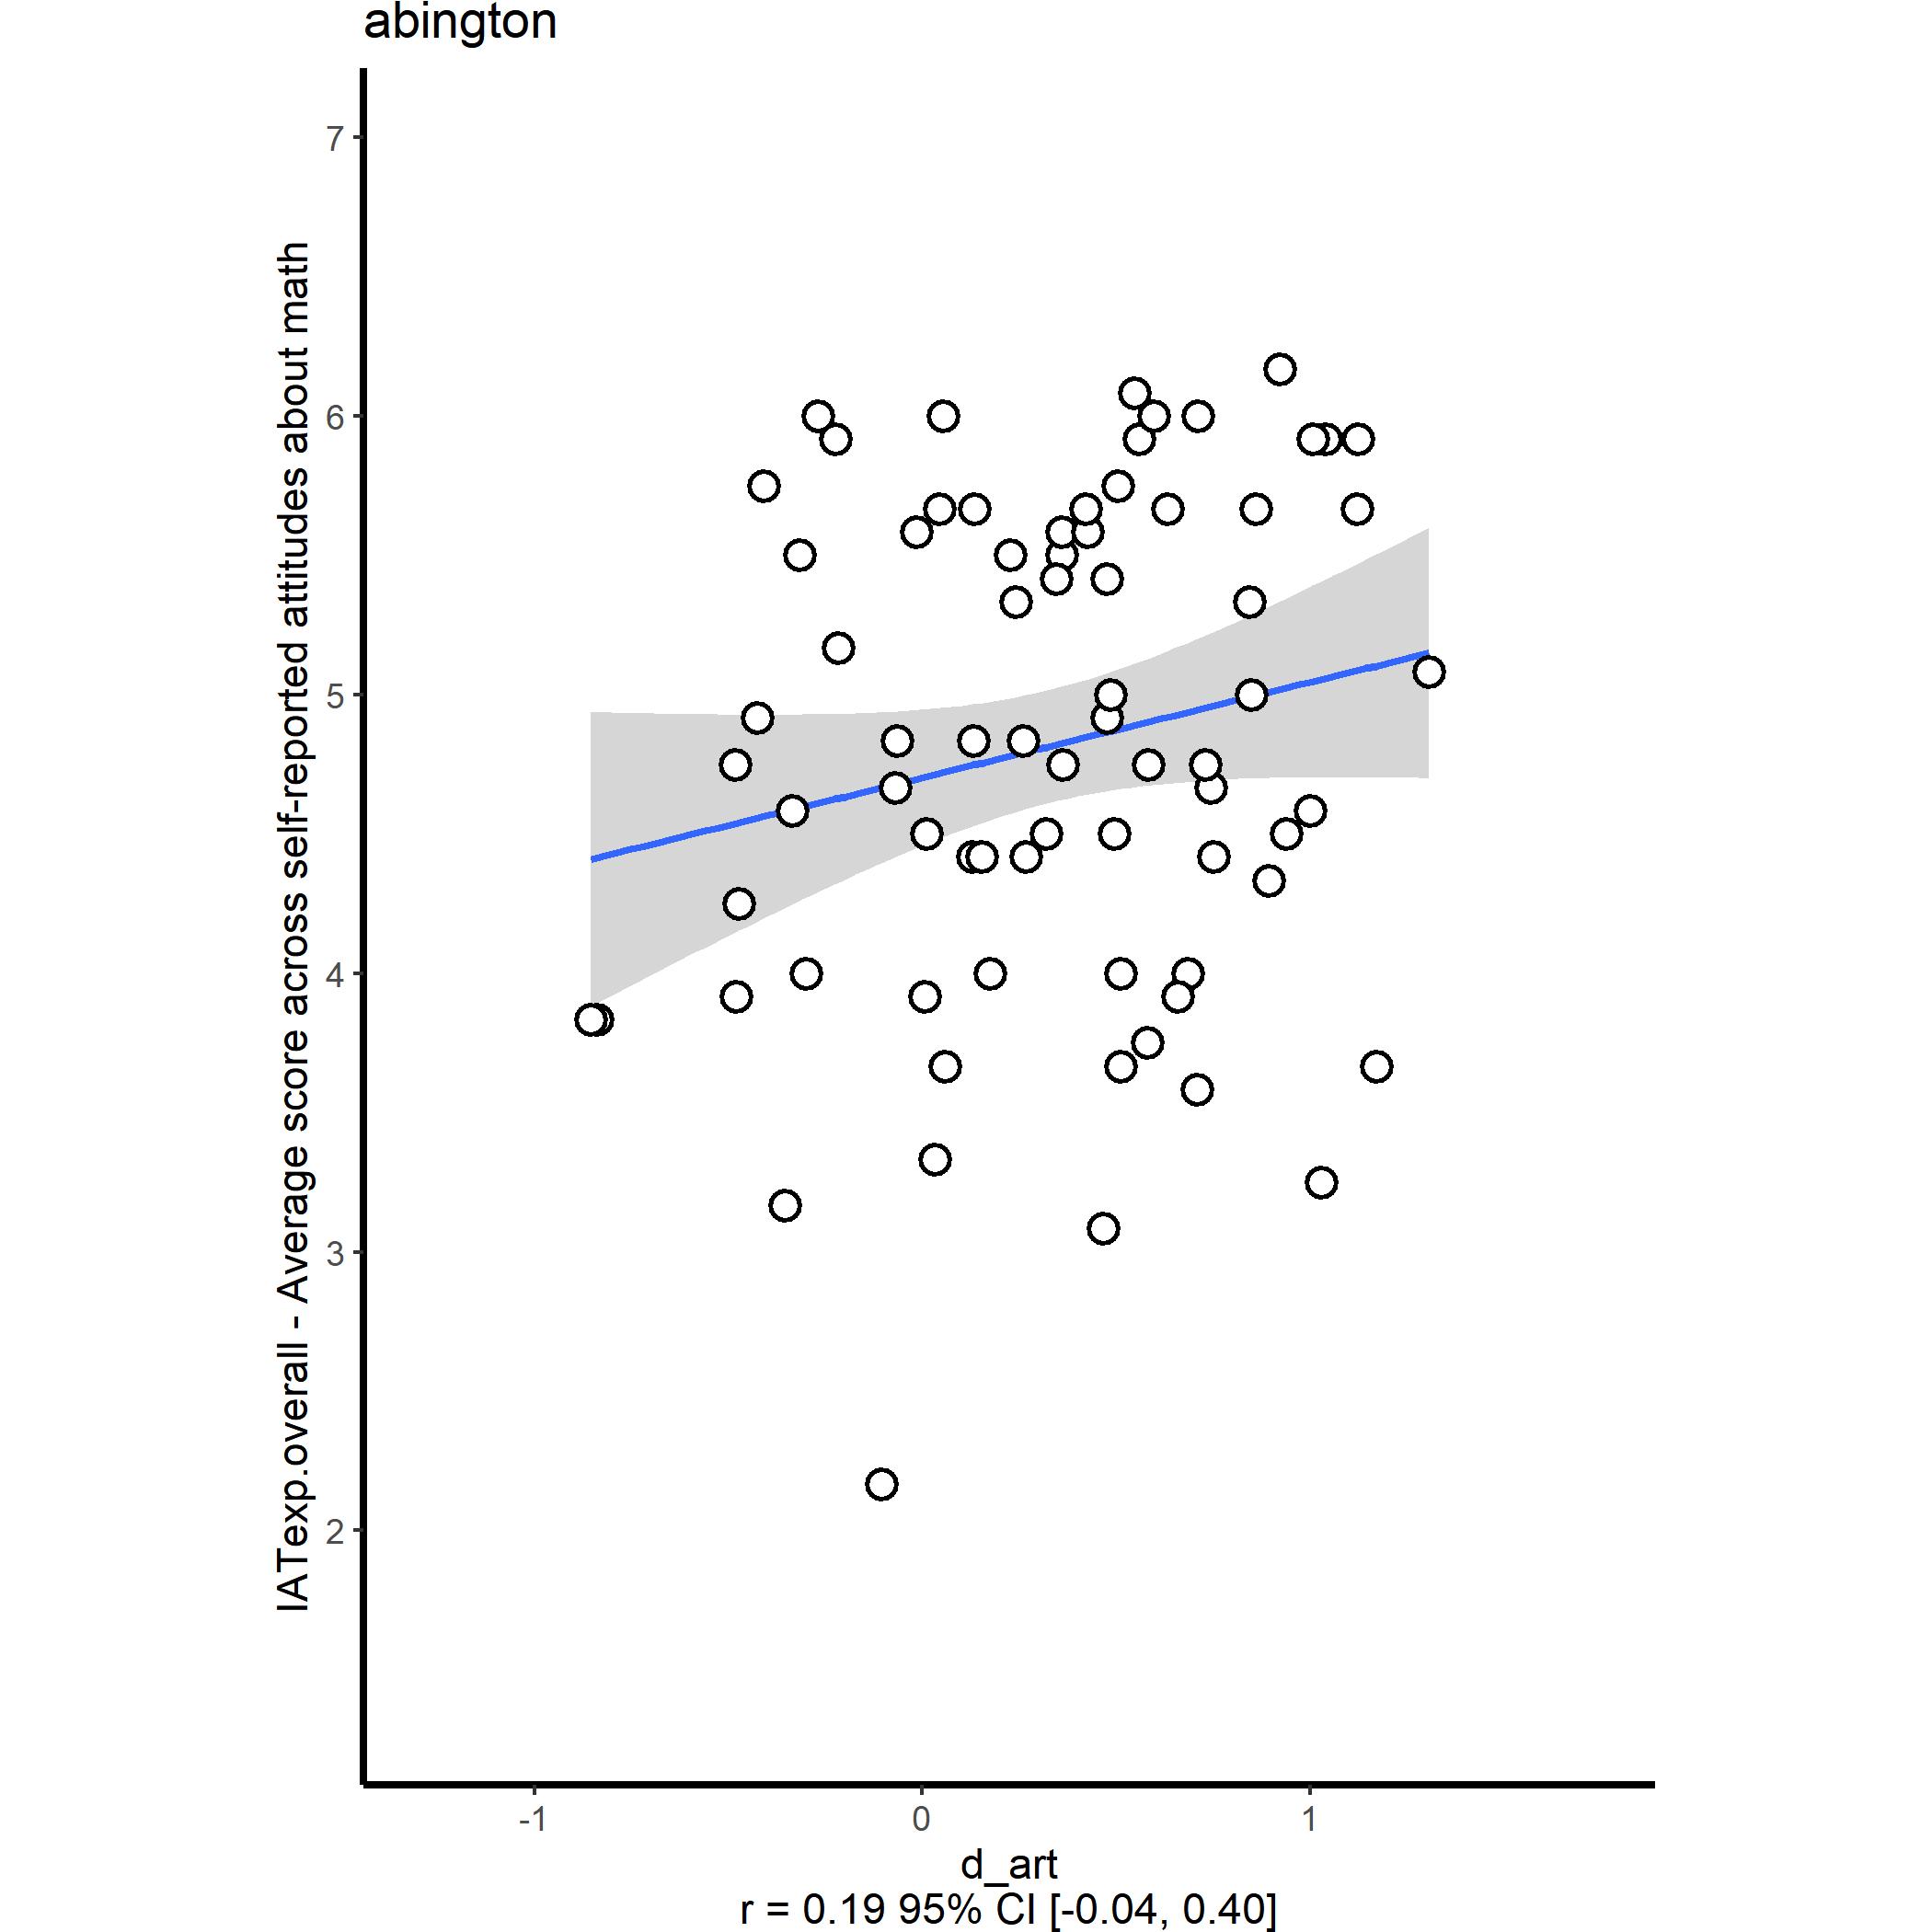 abington
IATexp.overall - Average score across self-reported attitudes about math
7
6
5
4
3
2
-1 0 1
d_art
r = 0.19 95% CI [-0.04, 0.40]